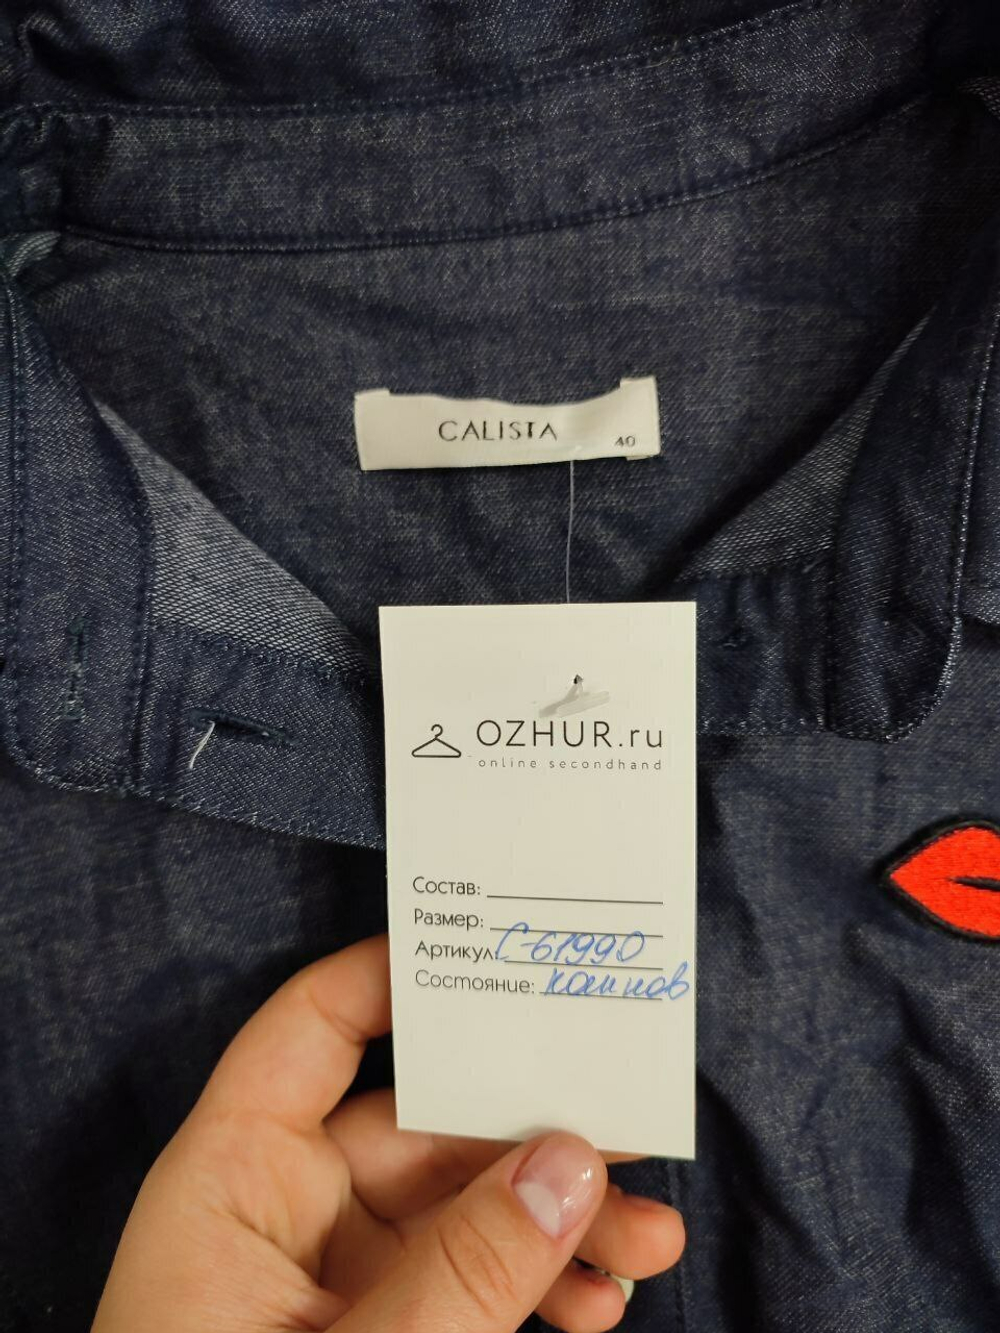 CALISTA
40
OZHUR.ru
online secondhand
Состав:
Размер:
Артикул: С-61990
Состояние: как нов